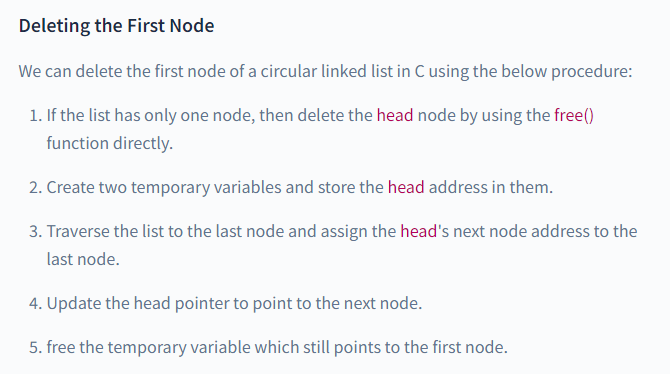 Deleting the First Node
We can delete the first node of a circular linked list in C using the below procedure:
1. If the list has only one node, then delete the head node by using the free()
function directly.
2. Create two temporary variables and store the head address in them.
3. Traverse the list to the last node and assign the head's next node address to the
last node.
4. Update the head pointer to point to the next node.
5. free the temporary variable which still points to the first node.